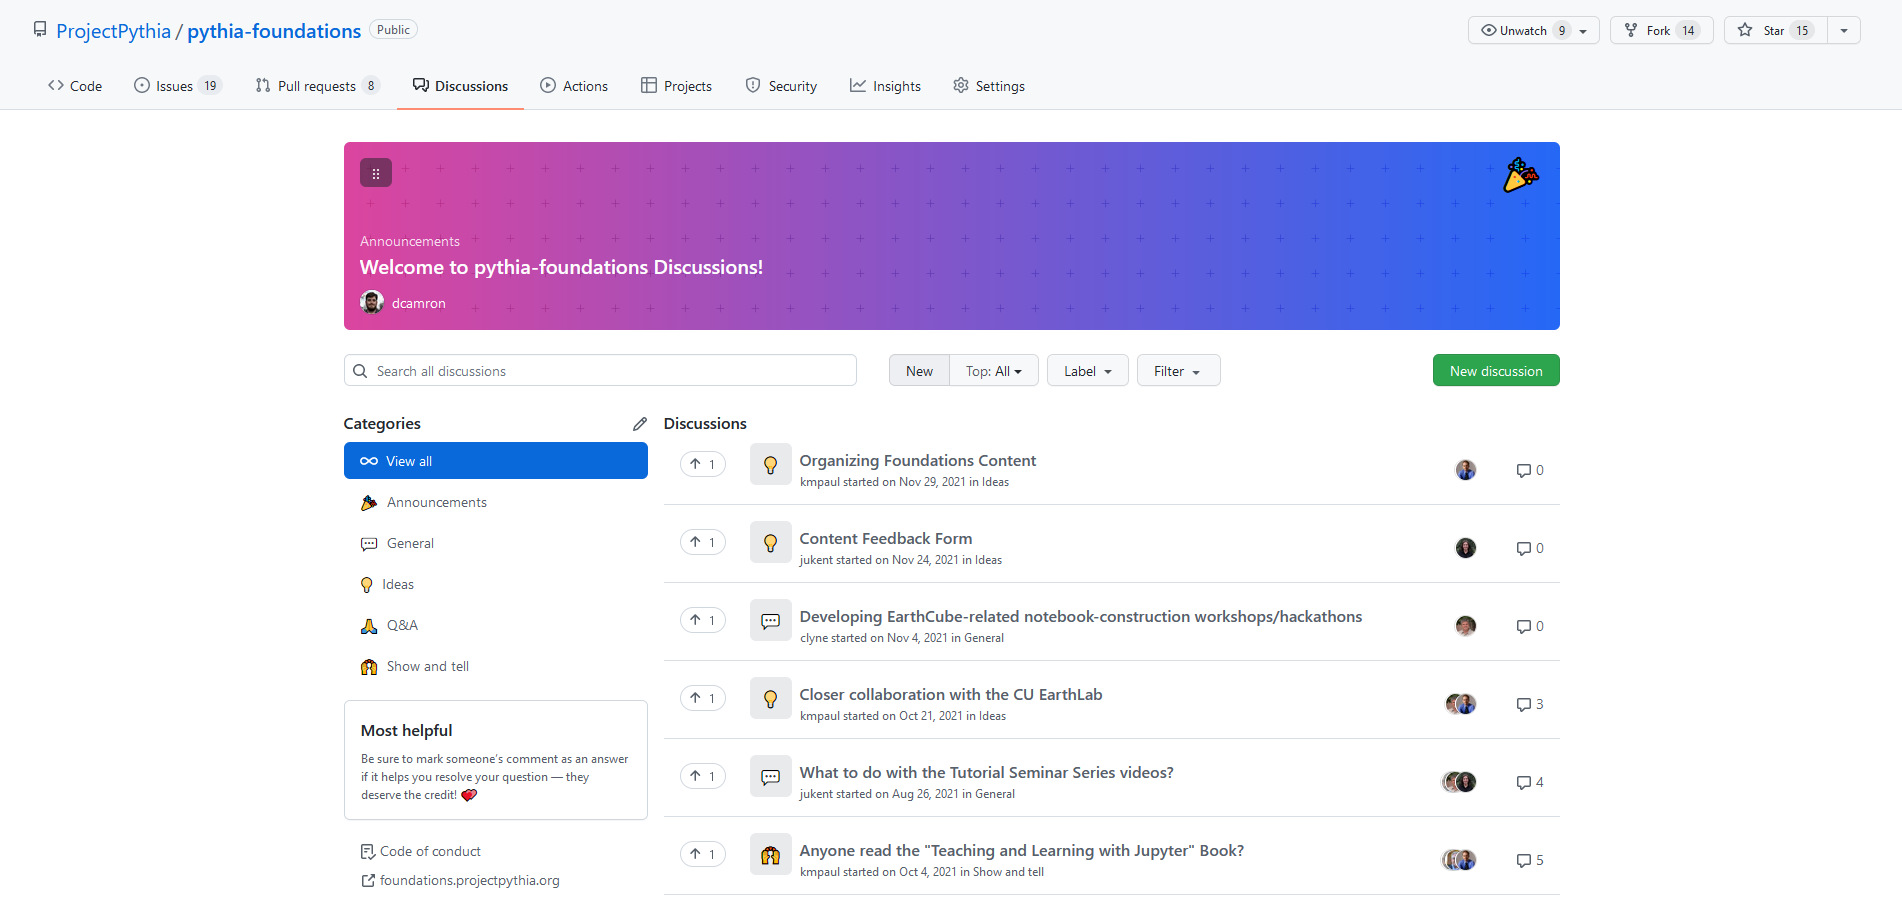 ProjectPythia / pythia-foundations Public
Unwatch 9 Fork 14 Star 15
Code Issues 19 Pull requests 8 Discussions Actions Projects Security Insights Settings
Announcements
Welcome to pythia-foundations Discussions!
dcamron
Search all discussions New Top: All Label Filter New discussion
Categories
View all
Announcements
General
Ideas
Q&A
Show and tell
Most helpful
Be sure to mark someone's comment as an answer
if it helps you resolve your question — they
deserve the credit!
Code of conduct
foundations.projectpythia.org
Discussions
1 Organizing Foundations Content 0
kmpaul started on Nov 29, 2021 in Ideas
1 Content Feedback Form 0
jukent started on Nov 24, 2021 in Ideas
1 Developing EarthCube-related notebook-construction workshops/hackathons 0
clyne started on Nov 4, 2021 in General
1 Closer collaboration with the CU EarthLab 3
kmpaul started on Oct 21, 2021 in Ideas
1 What to do with the Tutorial Seminar Series videos? 4
jukent started on Aug 26, 2021 in General
1 Anyone read the "Teaching and Learning with Jupyter" Book? 5
kmpaul started on Oct 4, 2021 in Show and tell